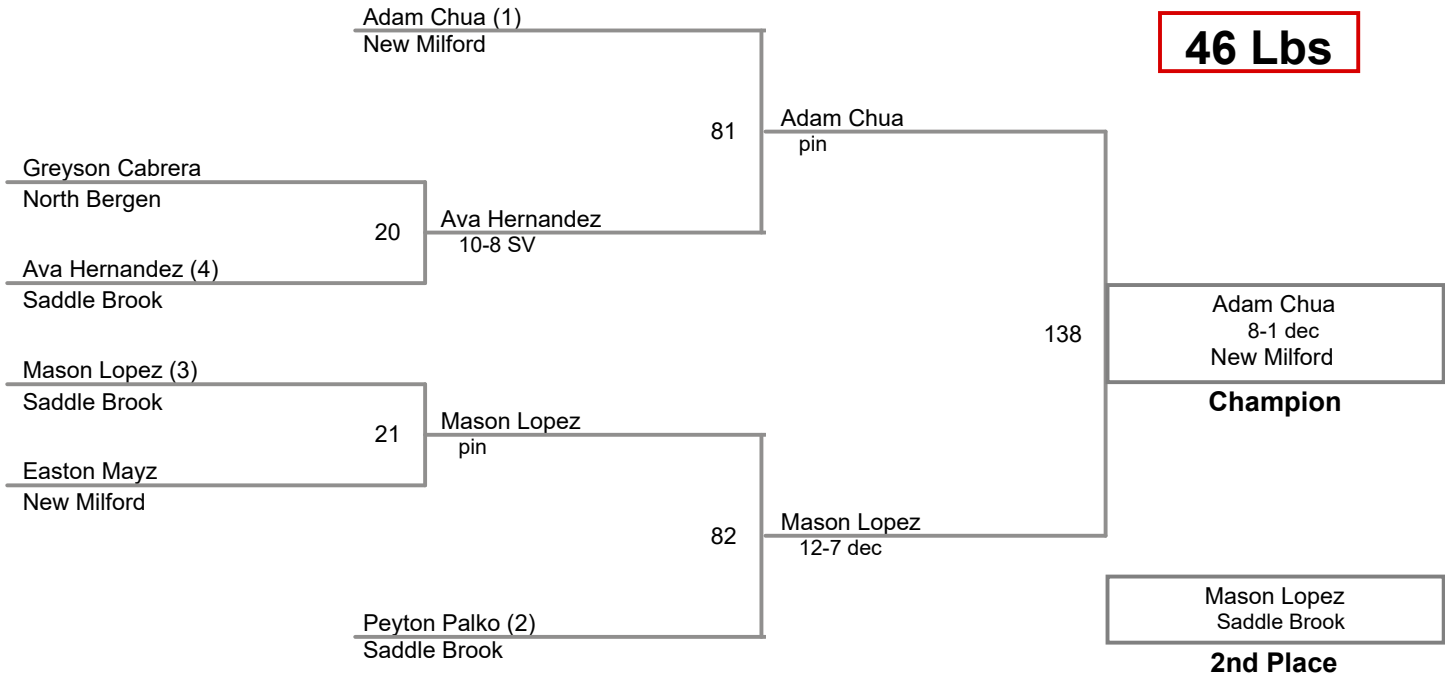 Adam Chua (1)
New Milford
46 Lbs
81
Adam Chua
pin
Greyson Cabrera
North Bergen
20
Ava Hernandez
10-8 SV
Ava Hernandez (4)
Saddle Brook
138
Adam Chua
8-1 dec
New Milford
Champion
Mason Lopez (3)
Saddle Brook
21
Mason Lopez
pin
Easton Mayz
New Milford
82
Mason Lopez
12-7 dec
Peyton Palko (2)
Saddle Brook
Mason Lopez
Saddle Brook
2nd Place